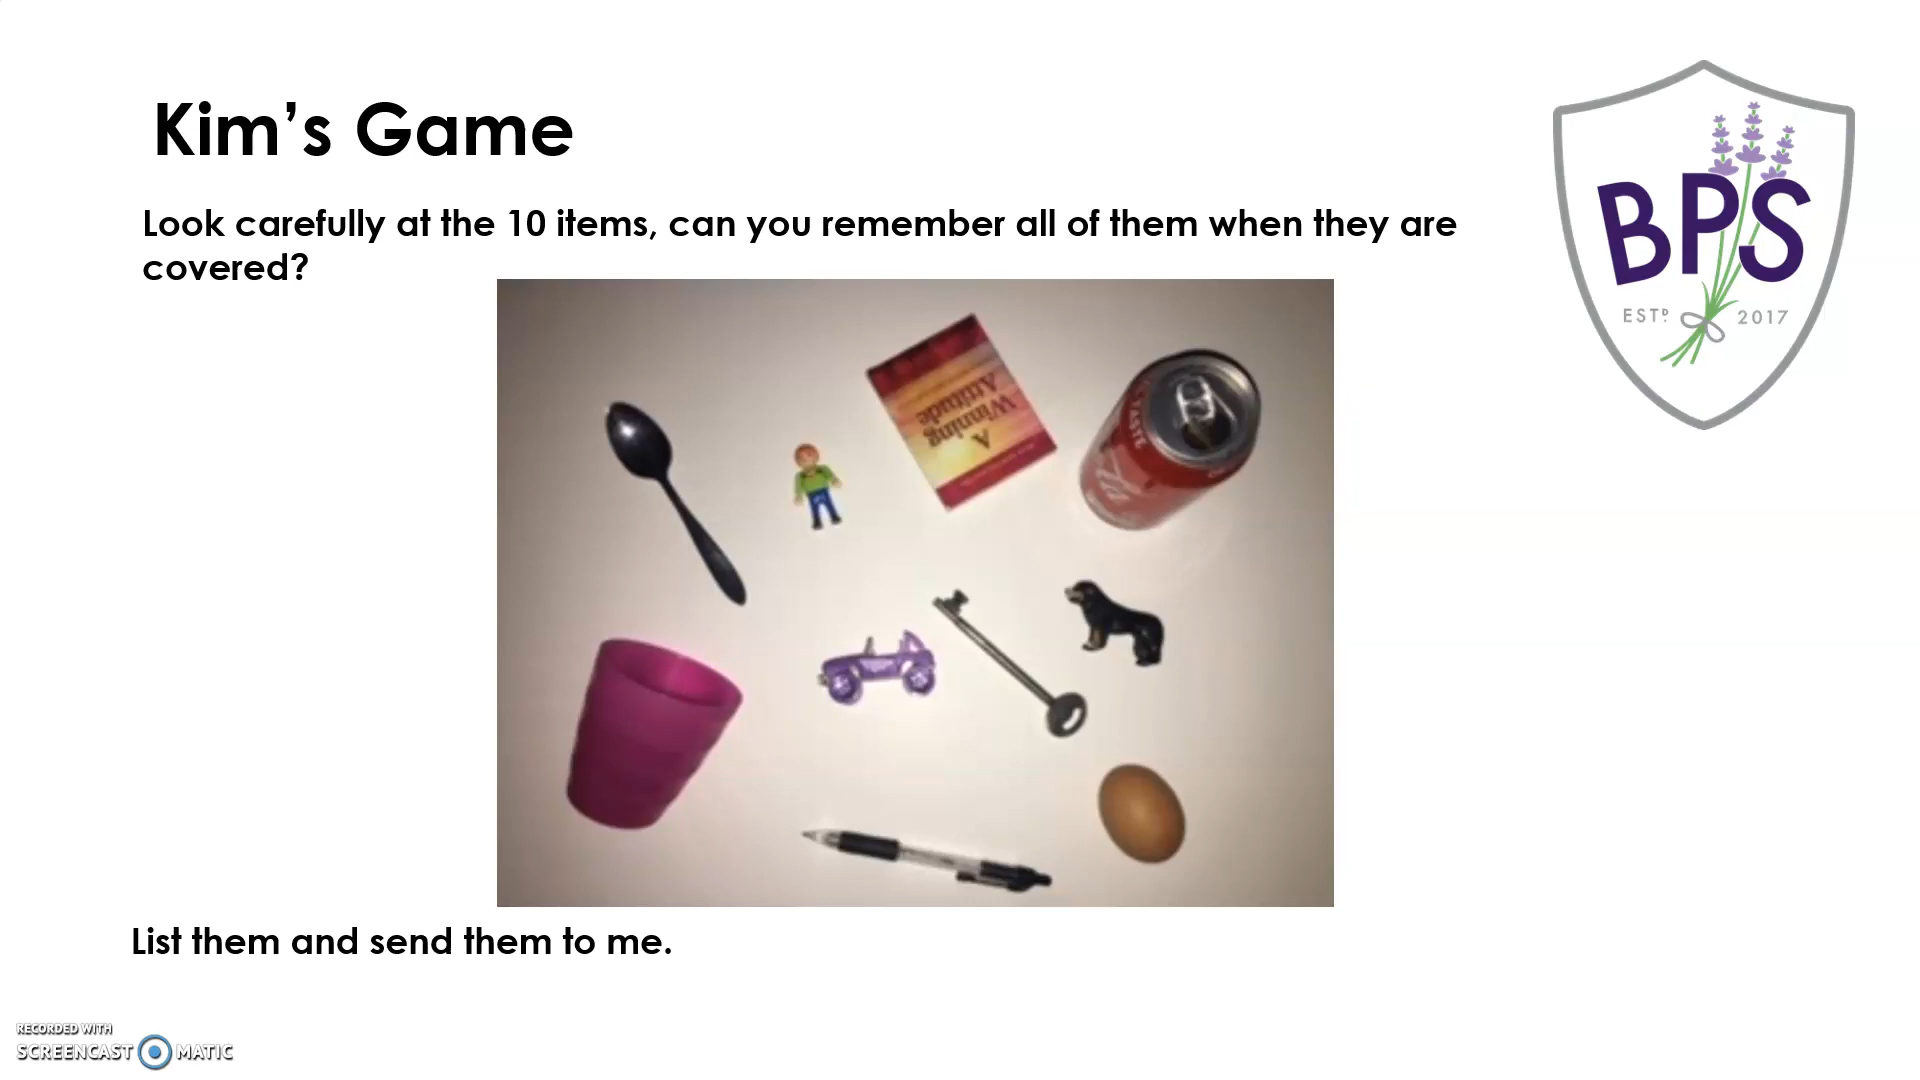 Kim’s Game
Look carefully at the 10 items, can you remember all of them when they are
covered?
BPS
ESTD 2017
A
Winning
Attitude
TASTE
List them and send them to me.
RECORDED WITH
SCREENCAST MATIC